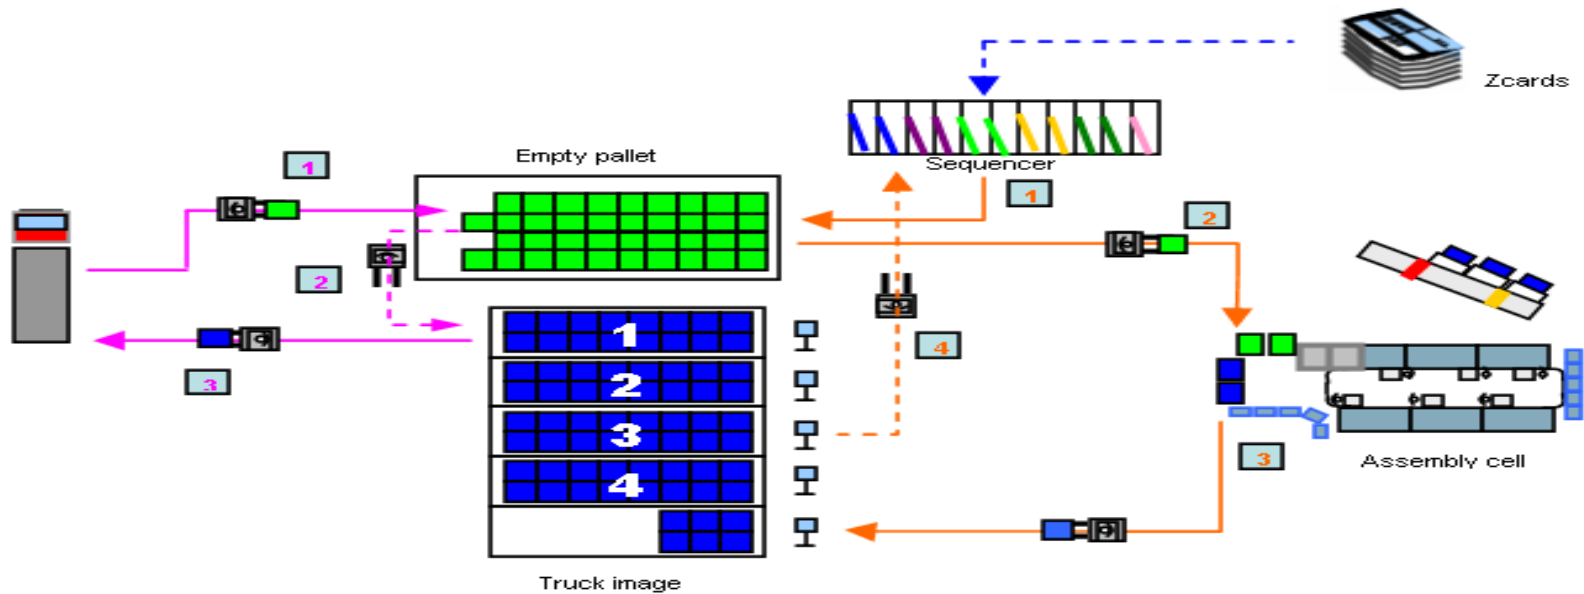 Zcards
Sequencer
Empty pallet
1
1
2
2
3
4
1
2
3
4
3
Assembly cell
Truck image